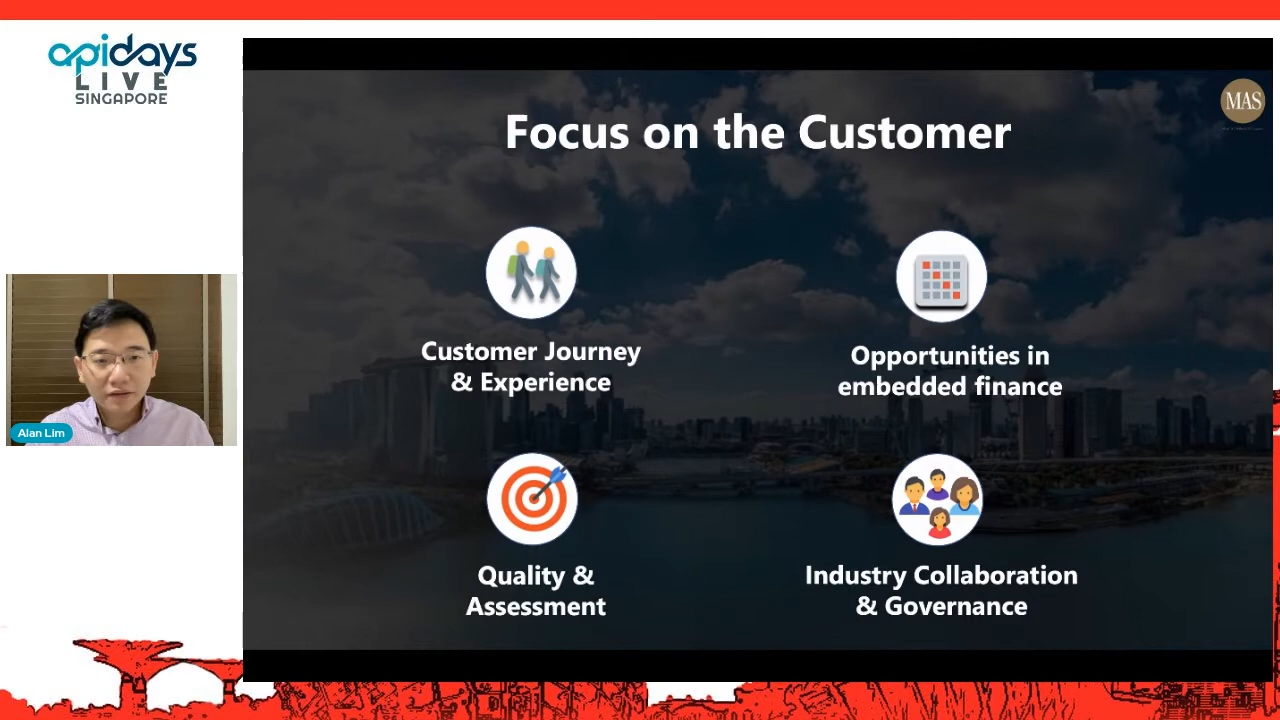 apidays
LIVE
SINGAPORE
MAS
Focus on the Customer
Customer Journey
& Experience
Opportunities in
embedded finance
Alan Lim
Quality &
Assessment
Industry Collaboration
& Governance